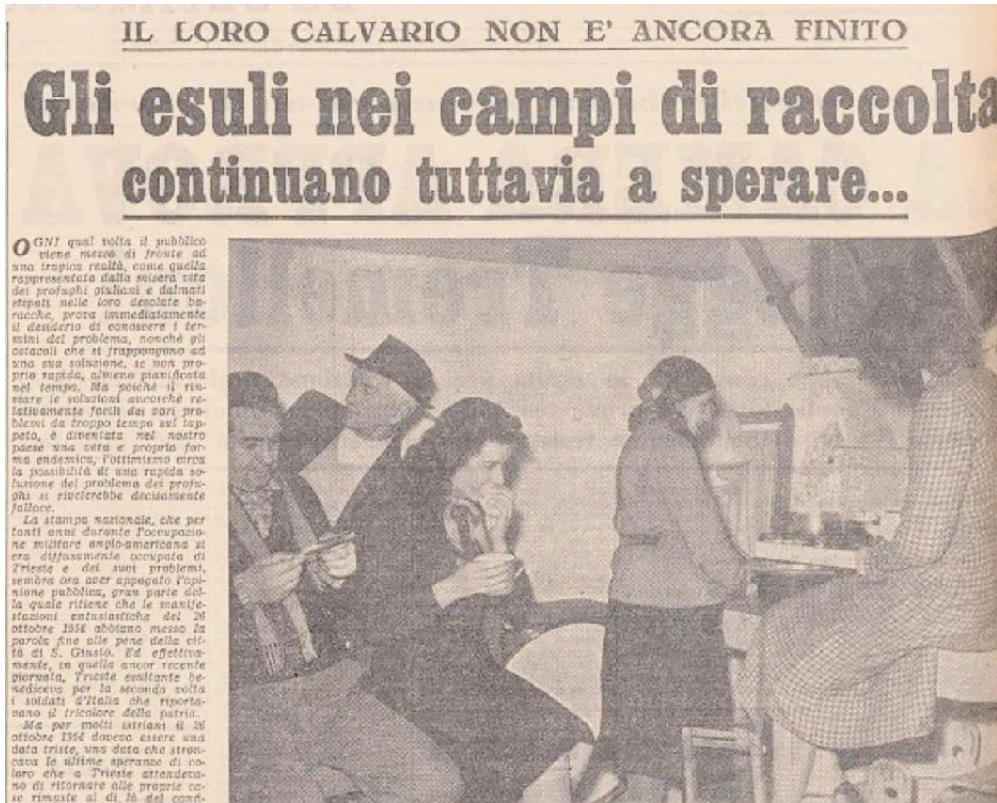 IL LORO CALVARIO NON E' ANCORA FINITO
Gli esuli nei campi di raccolta
continuano tuttavia a sperare...
OGNI qual volta il pubblico
viene messo di fronte ad
una tragica realtà, come quella
rappresentata dalla misera vita
dei profughi giuliani e dalmati
stipati nelle loro desolate ba-
racche, prova immediatamente
il desiderio di conoscere i ter-
mini del problema, nonchè gli
ostacoli che si frappongono ad
una sua soluzione, se non pro-
prio rapida, almeno pianificata
nel tempo. Ma poichè il rin-
viare le soluzioni ancorchè re-
lativamente facili dei vari pro-
blemi da troppo tempo sul tap-
peto, è diventata nel nostro
paese una vera e propria for-
ma endemica, l'ottimismo circa
la possibilità di una rapida so-
luzione del problema dei profu-
ghi si rivelerebbe decisamente
fallace.
La stampa nazionale, che per
tanti anni durante l'occupazio-
ne militare anglo-americana si
era diffusamente occupata di
Trieste e dei suoi problemi,
sembra ora aver appagato l'opi-
nione pubblica, gran parte del-
la quale ritiene che le manife-
stazioni entusiastiche del 26
ottobre 1954 abbiano messo la
parola fine alle pene della cit-
tà di S. Giusto. Ed effettiva-
mente, in quella ancor recente
giornata, Trieste esultante be-
nediceva per la seconda volta
i soldati d'Italia che riporta-
vano il tricolore della patria.
Ma per molti istriani il 26
ottobre 1954 doveva essere una
data triste, una data che stron-
cava le ultime speranze di co-
loro che a Trieste attendeva-
no di ritornare alle proprie ca-
se rimaste al di là del confi-